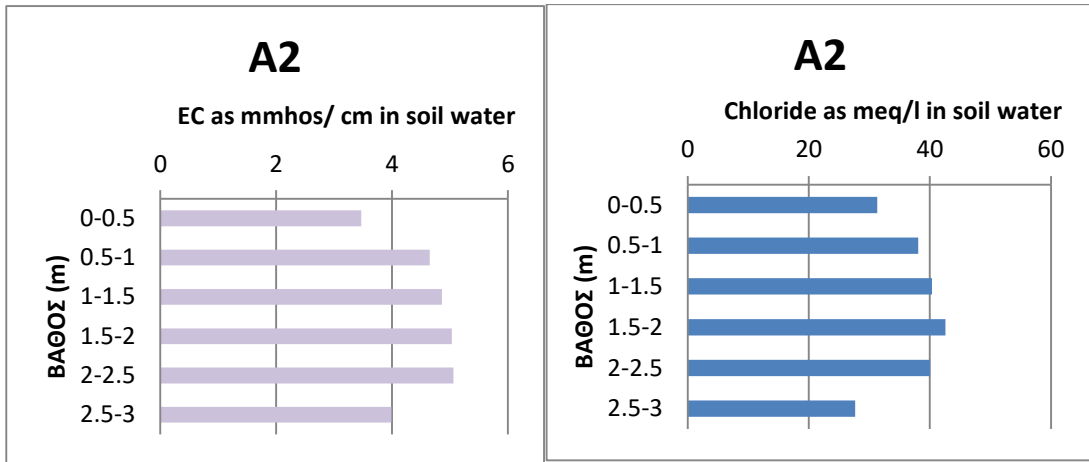 A2
EC as mmhos/ cm in soil water
0 2 4 6
ΒΑΘΟΣ (m)
0-0.5
0.5-1
1-1.5
1.5-2
2-2.5
2.5-3
A2
Chloride as meq/l in soil water
0 20 40 60
ΒΑΘΟΣ (m)
0-0.5
0.5-1
1-1.5
1.5-2
2-2.5
2.5-3